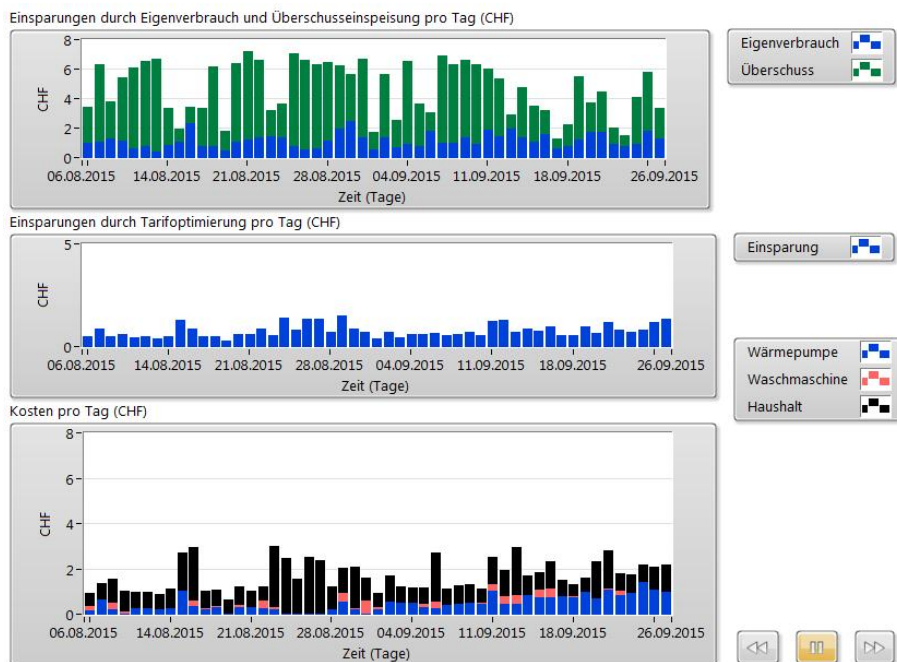 Einsparungen durch Eigenverbrauch und Überschusseinspeisung pro Tag (CHF)
8
6
4
2
0
CHF
06.08.2015 14.08.2015 21.08.2015 28.08.2015 04.09.2015 11.09.2015 18.09.2015 26.09.2015
Zeit (Tage)
Eigenverbrauch
Überschuss
Einsparungen durch Tarifoptimierung pro Tag (CHF)
5
0
CHF
06.08.2015 14.08.2015 21.08.2015 28.08.2015 04.09.2015 11.09.2015 18.09.2015 26.09.2015
Zeit (Tage)
Einsparung
Wärmepumpe
Waschmaschine
Haushalt
Kosten pro Tag (CHF)
8
6
4
2
0
CHF
06.08.2015 14.08.2015 21.08.2015 28.08.2015 04.09.2015 11.09.2015 18.09.2015 26.09.2015
Zeit (Tage)